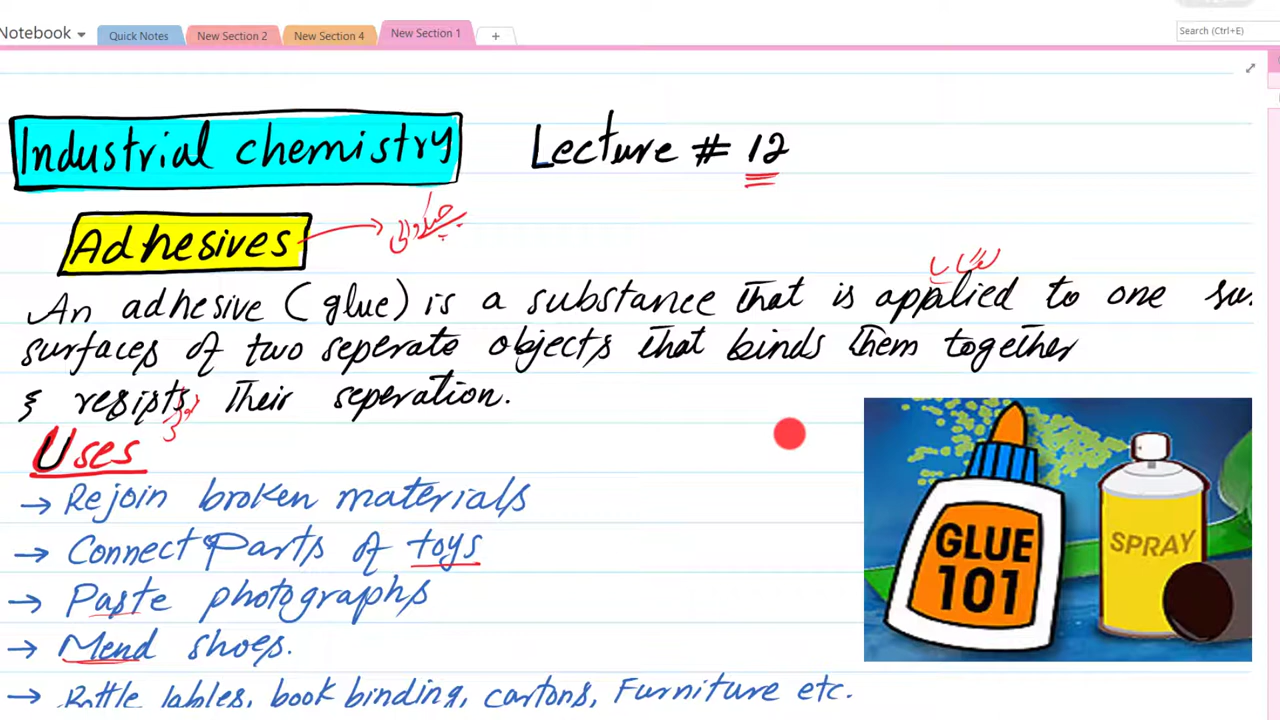 Notebook
Quick Notes
New Section 2
New Section 4
New Section 1
Search (Ctrl+E)
Industrial chemistry
Lecture # 12
Adhesives
An adhesive (glue) is a substance that is applied to one
surfaces of two seperate objects that binds them together
& resists their seperation.
Uses
→ Rejoin broken materials
→ Connect Parts of toys
→ Paste photographs
→ Mend shoes.
→ Bottle lables, book binding, cartons, Furniture etc.
GLUE
101
SPRAY